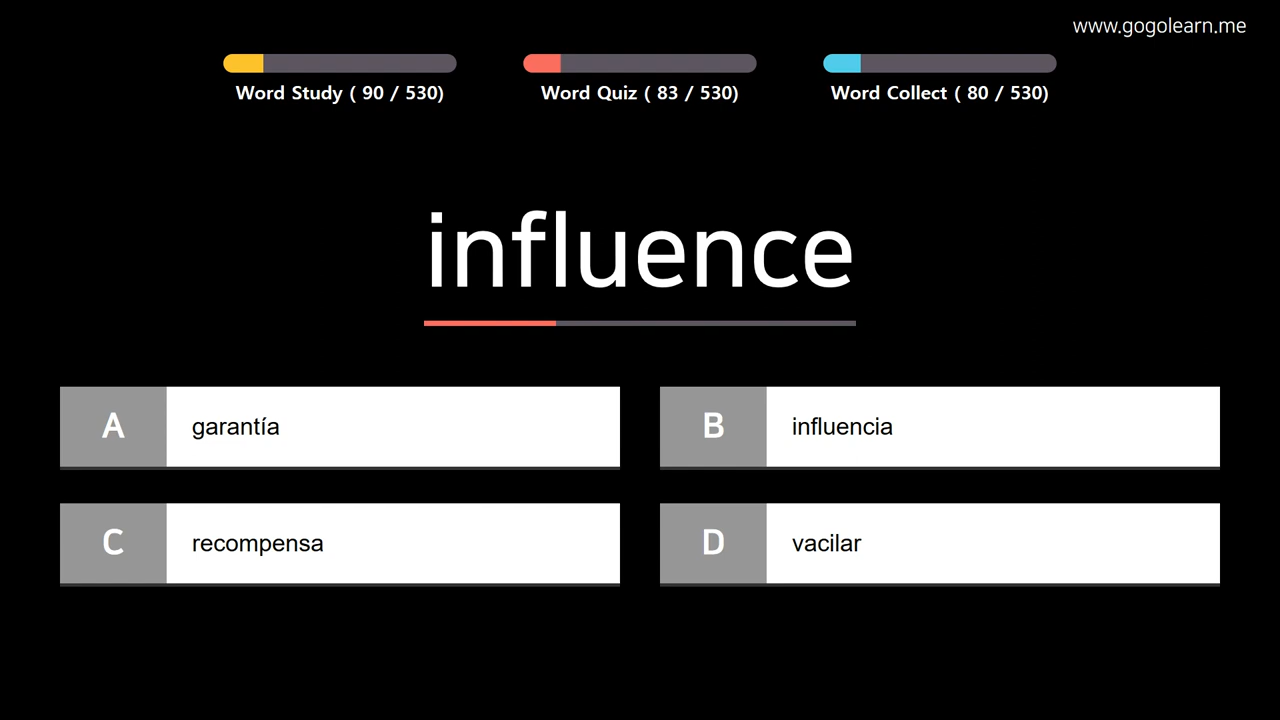 www.gogolearn.me
Word Study ( 90 / 530)
Word Quiz ( 83 / 530)
Word Collect ( 80 / 530)
influence
A garantía
B influencia
C recompensa
D vacilar